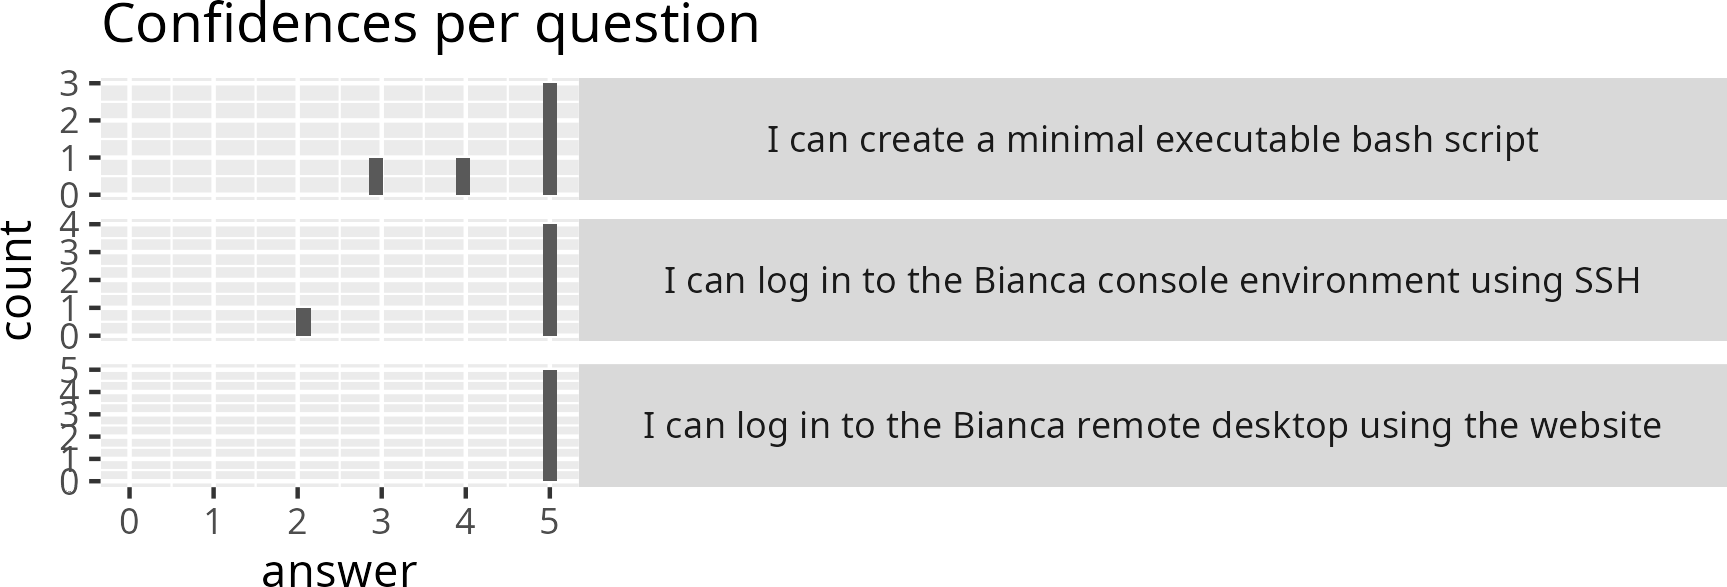 Confidences per question
count
3
2
1
0
I can create a minimal executable bash script
4
3
2
1
0
I can log in to the Bianca console environment using SSH
5
4
3
2
1
0
I can log in to the Bianca remote desktop using the website
0 1 2 3 4 5
answer